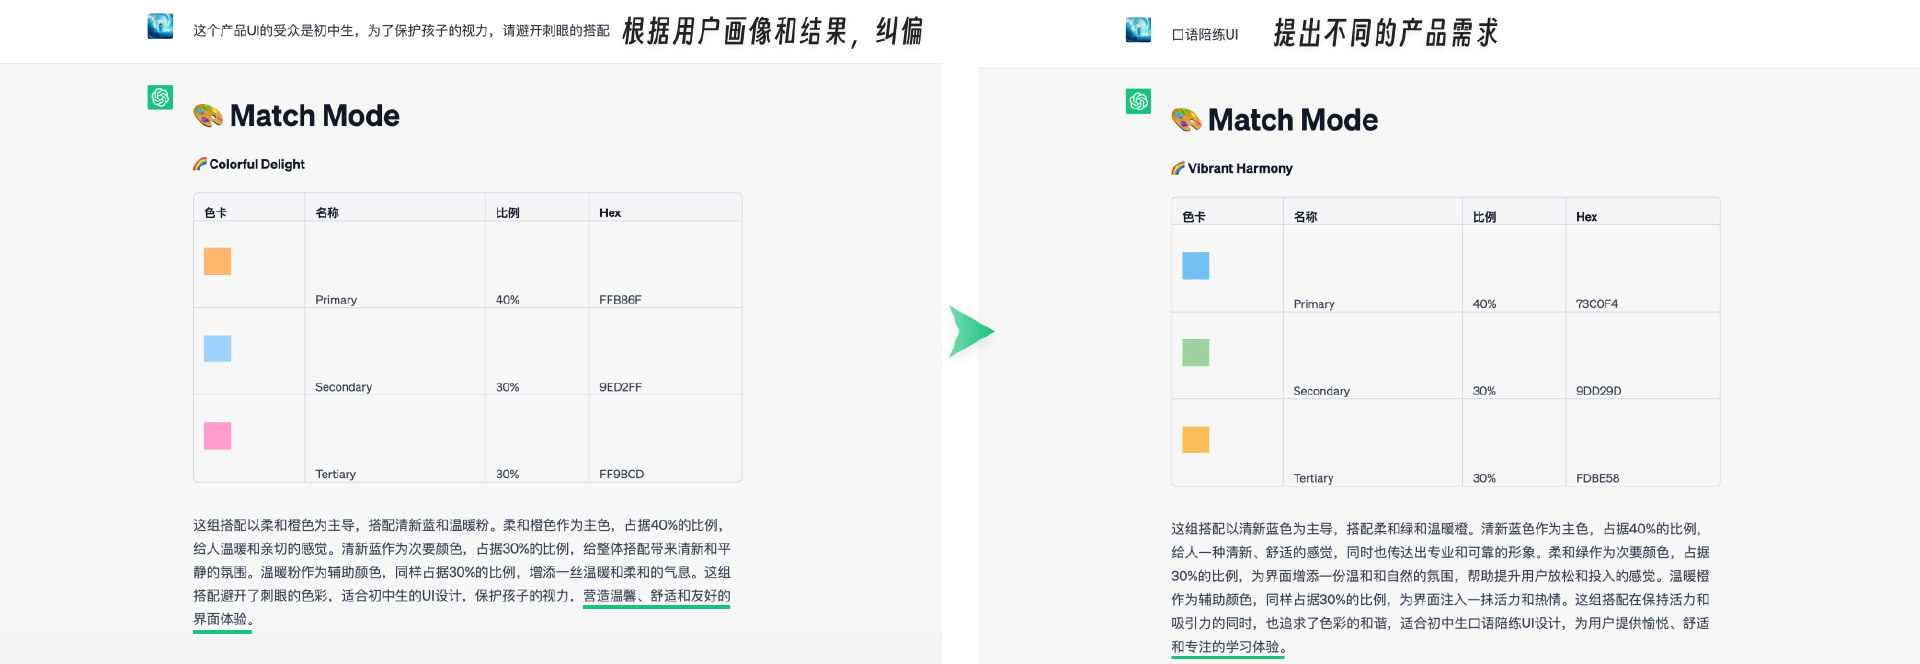 这个产品UI的受众是初中生，为了保护孩子的视力，请避开刺眼的搭配
根据用户画像和结果，纠偏
Match Mode
Colorful Delight
色卡 名称 比例 Hex
Primary 40% FFB86F
Secondary 30% 9ED2FF
Tertiary 30% FF9BCD
这组搭配以柔和橙色为主导，搭配清新蓝和温暖粉。柔和橙色作为主色，占据40%的比例，
给人温暖和亲切的感觉。清新蓝作为次要颜色，占据30%的比例，给整体搭配带来清新和平
静的氛围。温暖粉作为辅助颜色，同样占据30%的比例，增添一丝温暖和柔和的气息。这组
搭配避开了刺眼的色彩，适合初中生的UI设计，保护孩子的视力，营造温馨、舒适和友好的
界面体验。
口语陪练UI
提出不同的产品需求
Match Mode
Vibrant Harmony
色卡 名称 比例 Hex
Primary 40% 73C0F4
Secondary 30% 9DD29D
Tertiary 30% FDBE58
这组搭配以清新蓝色为主导，搭配柔和绿和温暖橙。清新蓝色作为主色，占据40%的比例，
给人一种清新、舒适的感觉，同时也传达出专业和可靠的形象。柔和绿作为次要颜色，占据
30%的比例，为界面增添一份温和和自然的氛围，帮助提升用户放松和投入的感觉。温暖橙
作为辅助颜色，同样占据30%的比例，为界面注入一抹活力和热情。这组搭配在保持活力和
吸引力的同时，也追求了色彩的和谐，适合初中生口语陪练UI设计，为用户提供愉悦、舒适
和专注的学习体验。